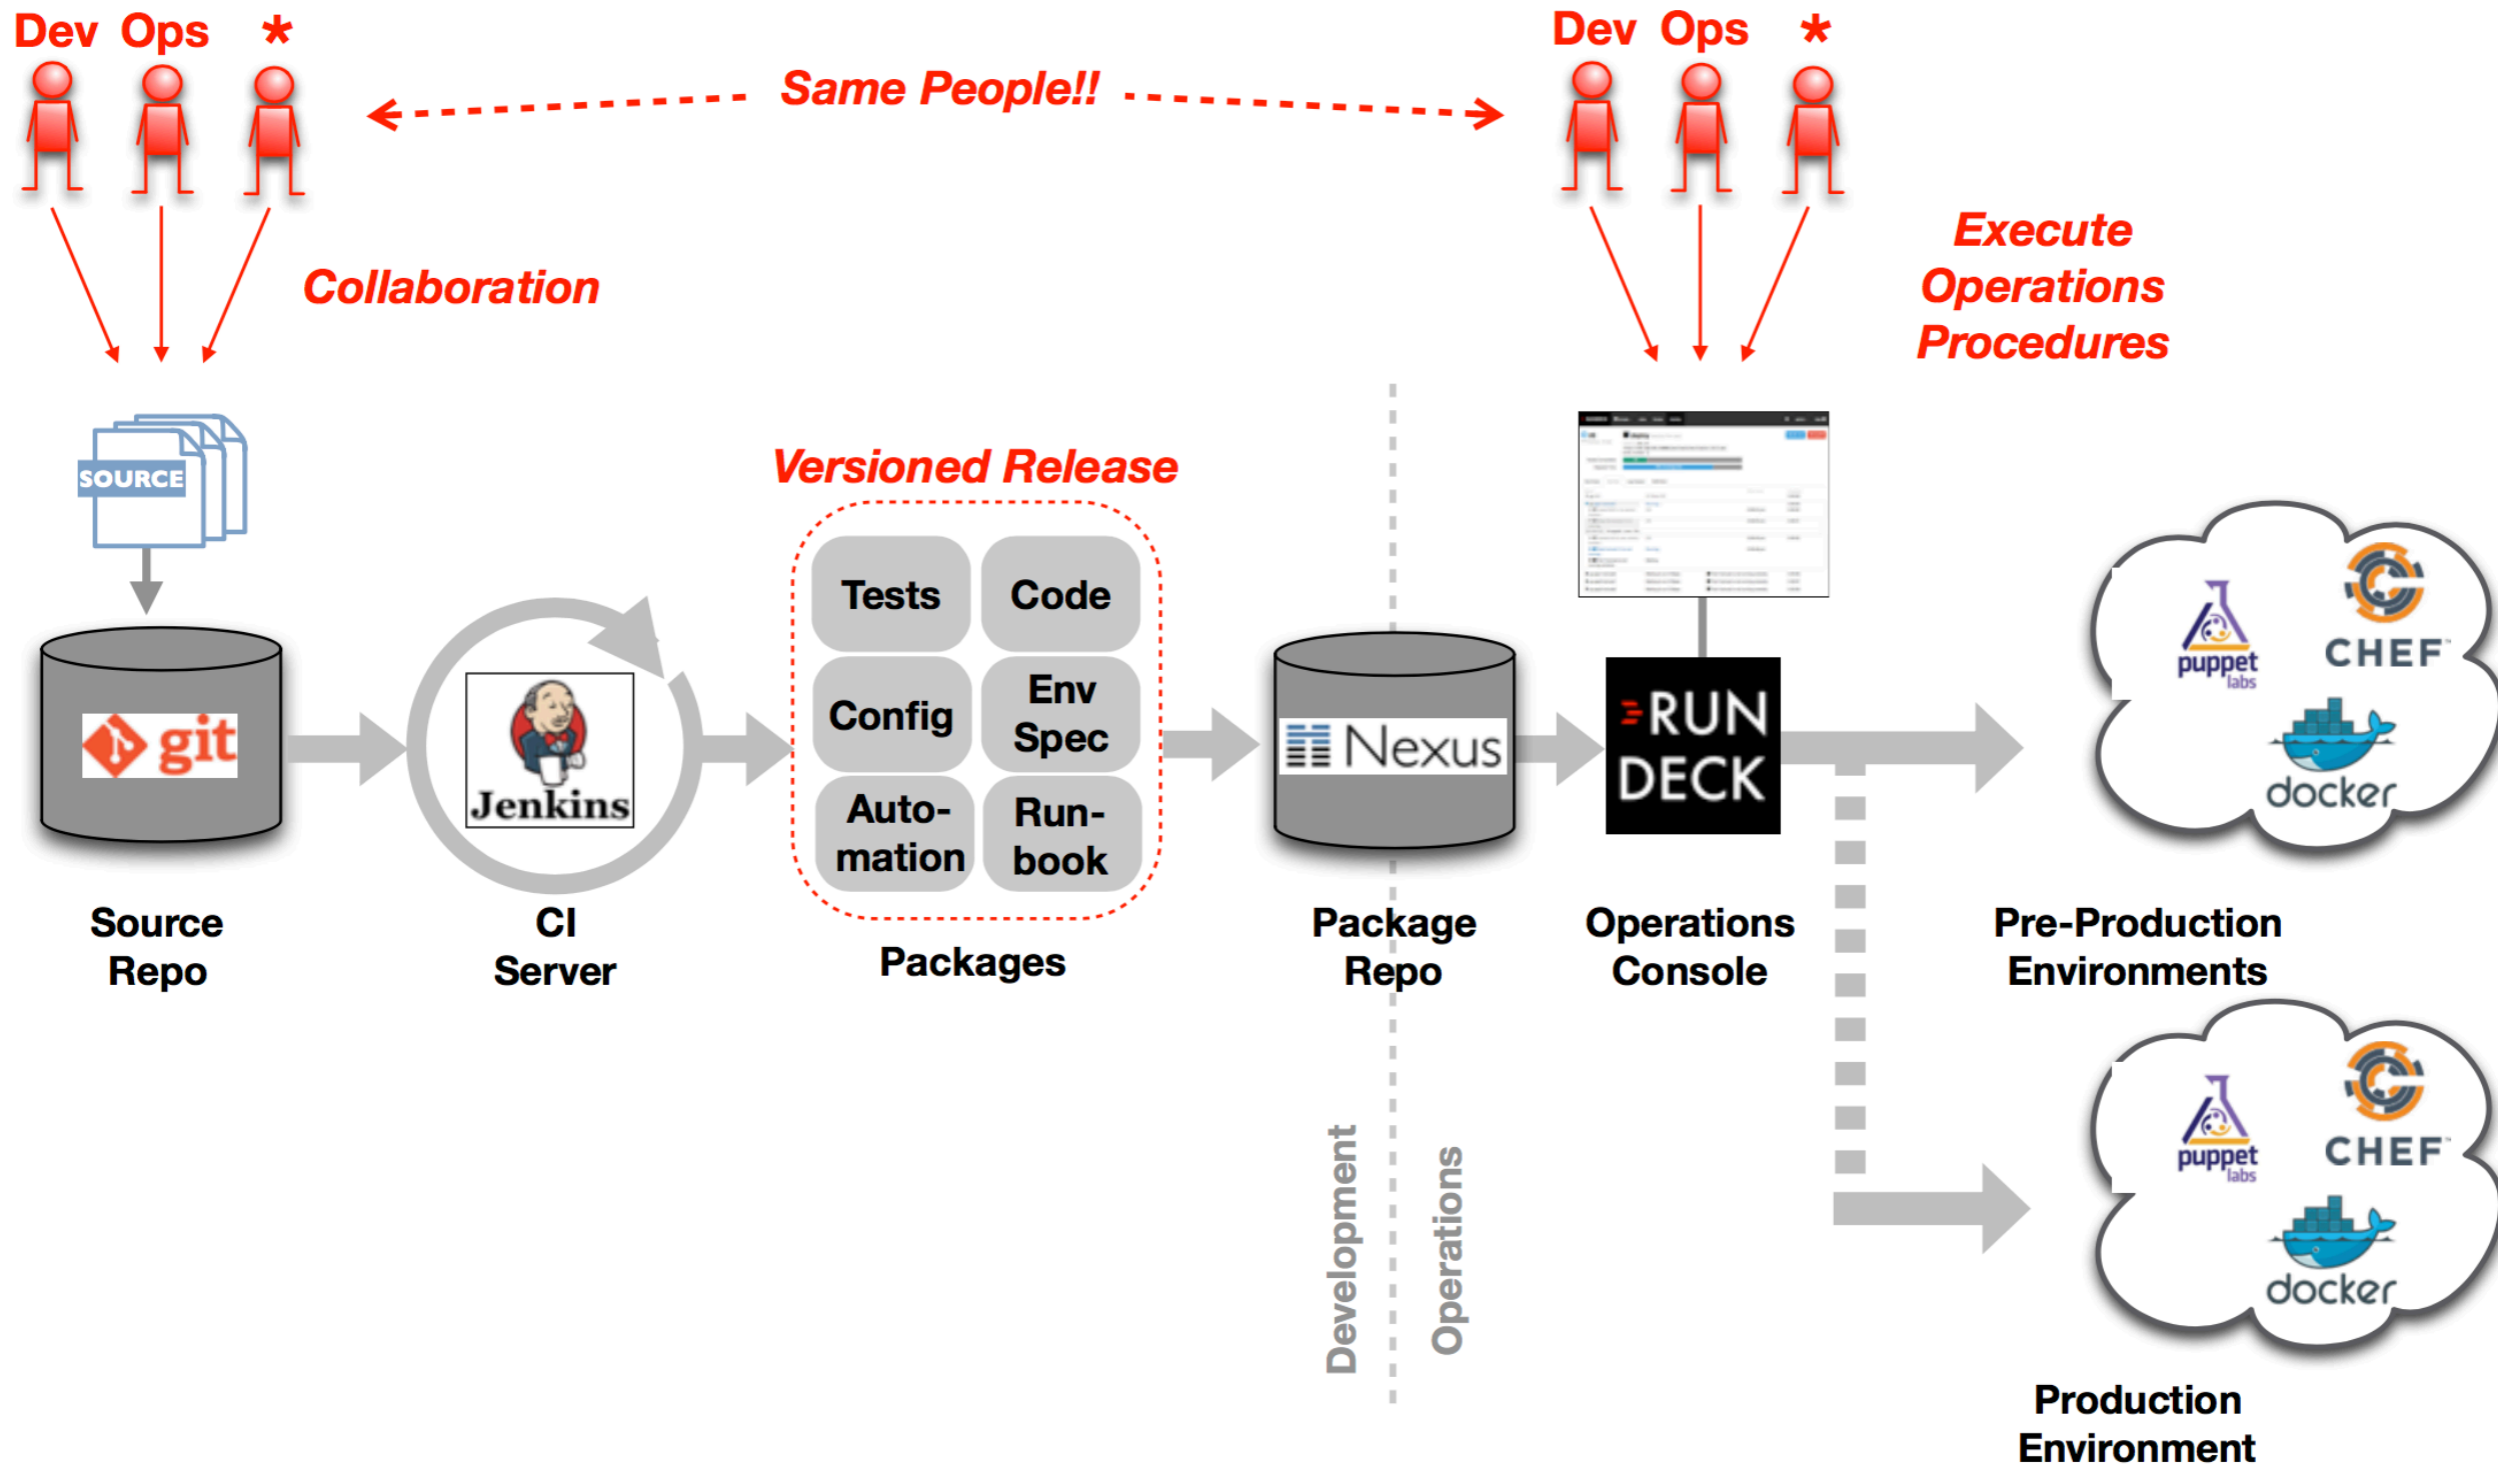 Dev Ops *
Same People!!
Dev Ops *
Collaboration
Execute
Operations
Procedures
SOURCE
git
Source
Repo
Jenkins
CI
Server
Versioned Release
Tests
Code
Config
Env
Spec
Auto-
mation
Run-
book
Packages
Nexus
Package
Repo
Development
Operations
RUN
DECK
Operations
Console
puppet
labs
CHEF™
docker
Pre-Production
Environments
puppet
labs
CHEF™
docker
Production
Environment